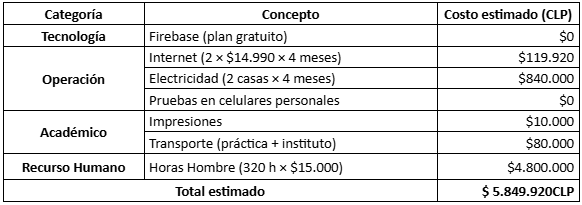 Categoría Concepto Costo estimado (CLP)
Tecnología Firebase (plan gratuito) $0
Operación Internet (2 × $14.990 × 4 meses) $119.920
Electricidad (2 casas × 4 meses) $840.000
Pruebas en celulares personales $0
Académico Impresiones $10.000
Transporte (práctica + instituto) $80.000
Recurso Humano Horas Hombre (320 h × $15.000) $4.800.000
Total estimado $ 5.849.920CLP